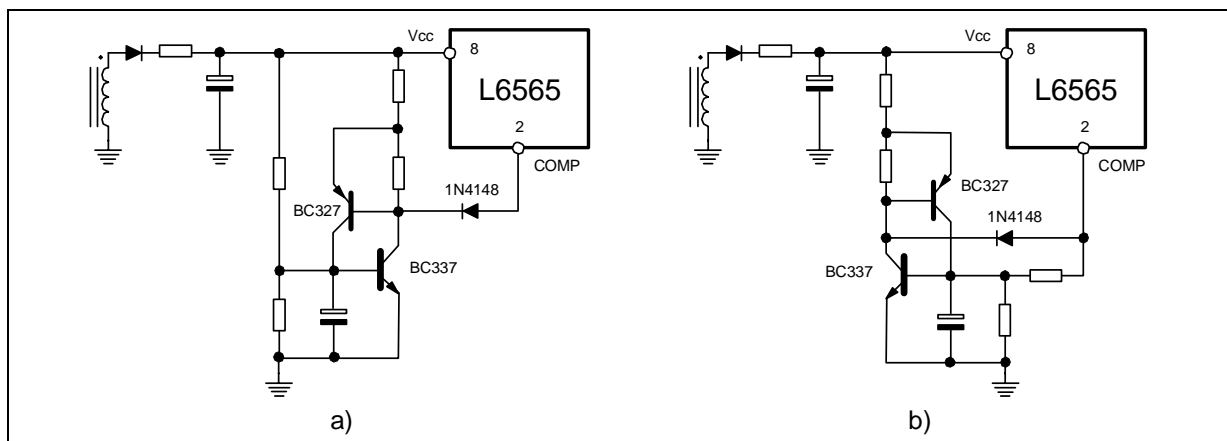 Vcc
8
L6565
2
COMP
1N4148
BC327
BC337
a)
Vcc
8
L6565
2
COMP
BC327
1N4148
BC337
b)